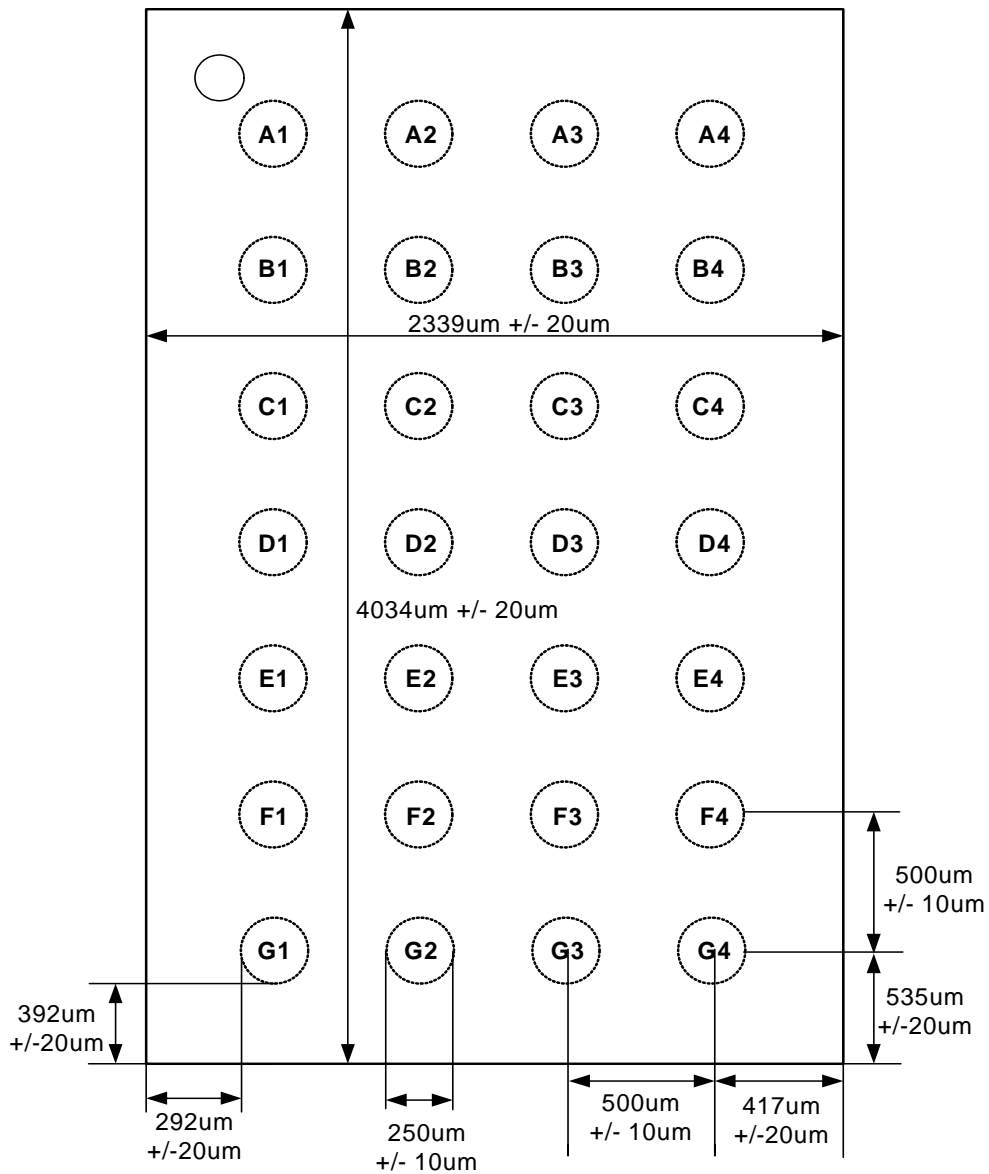 A1 A2 A3 A4
B1 B2 B3 B4
2339um +/- 20um
C1 C2 C3 C4
D1 D2 D3 D4
4034um +/- 20um
E1 E2 E3 E4
F1 F2 F3 F4
500um
+/- 10um
G1 G2 G3 G4
392um
+/-20um
535um
+/-20um
292um
+/-20um
250um
+/- 10um
500um
+/- 10um
417um
+/-20um